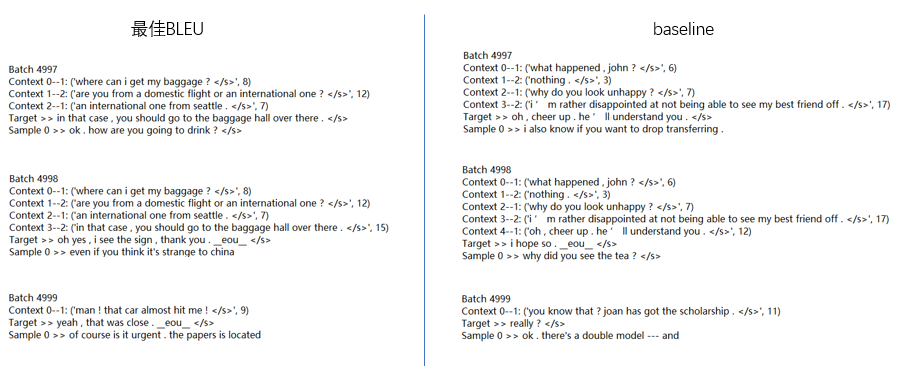 最佳BLEU
Batch 4997
Context 0--1: ('where can i get my baggage ? </s>', 8)
Context 1--2: ('are you from a domestic flight or an international one ? </s>', 12)
Context 2--1: ('an international one from seattle . </s>', 7)
Target >> in that case , you should go to the baggage hall over there . </s>
Sample 0 >> ok . how are you going to drink ? </s>
Batch 4998
Context 0--1: ('where can i get my baggage ? </s>', 8)
Context 1--2: ('are you from a domestic flight or an international one ? </s>', 12)
Context 2--1: ('an international one from seattle . </s>', 7)
Context 3--2: ('in that case , you should go to the baggage hall over there . </s>', 15)
Target >> oh yes , i see the sign , thank you . __eou__ </s>
Sample 0 >> even if you think it's strange to china
Batch 4999
Context 0--1: ('man ! that car almost hit me ! </s>', 9)
Target >> yeah , that was close . __eou__ </s>
Sample 0 >> of course is it urgent . the papers is located
baseline
Batch 4997
Context 0--1: ('what happened , john ? </s>', 6)
Context 1--2: ('nothing . </s>', 3)
Context 2--1: ('why do you look unhappy ? </s>', 7)
Context 3--2: ('i ’ m rather disappointed at not being able to see my best friend off . </s>', 17)
Target >> oh , cheer up . he ’ ll understand you . </s>
Sample 0 >> i also know if you want to drop transferring .
Batch 4998
Context 0--1: ('what happened , john ? </s>', 6)
Context 1--2: ('nothing . </s>', 3)
Context 2--1: ('why do you look unhappy ? </s>', 7)
Context 3--2: ('i ’ m rather disappointed at not being able to see my best friend off . </s>', 17)
Context 4--1: ('oh , cheer up . he ’ ll understand you . </s>', 12)
Target >> i hope so . __eou__ </s>
Sample 0 >> why did you see the tea ? </s>
Batch 4999
Context 0--1: ('you know that ? joan has got the scholarship . </s>', 11)
Target >> really ? </s>
Sample 0 >> ok . there's a double model --- and